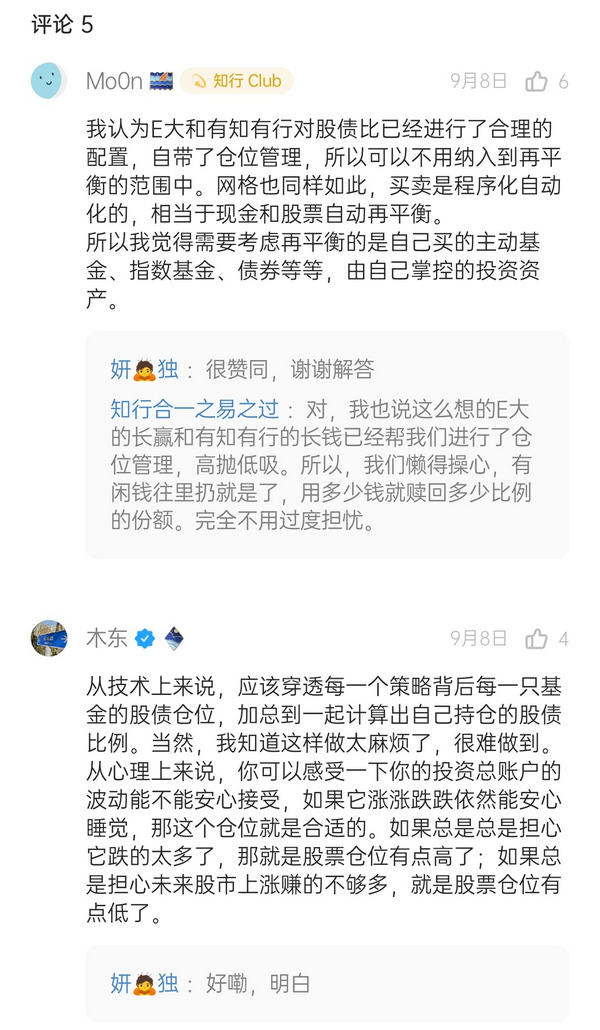 评论 5
Mo0n 知行 Club 9月8日 6
我认为E大和有知有行对股债比已经进行了合理的
配置，自带了仓位管理，所以可以不用纳入到再平
衡的范围中。网格也同样如此，买卖是程序化自动
化的，相当于现金和股票自动再平衡。
所以我觉得需要考虑再平衡的是自己买的主动基
金、指数基金、债券等等，由自己掌控的投资资
产。
妍🙇独：很赞同，谢谢解答
知行合一之易之过：对，我也说这么想的E大
的长赢和有知有行的长钱已经帮我们进行了仓
位管理，高抛低吸。所以，我们懒得操心，有
闲钱往里扔就是了，用多少钱就赎回多少比例
的份额。完全不用过度担忧。
木东 9月8日 4
从技术上来说，应该穿透每一个策略背后每一只基
金的股债仓位，加总到一起计算出自己持仓的股债
比例。当然，我知道这样做太麻烦了，很难做到。
从心理上来说，你可以感受一下你的投资总账户的
波动能不能安心接受，如果它涨涨跌跌依然能安心
睡觉，那这个仓位就是合适的。如果总是总是担心
它跌的太多了，那就是股票仓位有点高了；如果总
是担心未来股市上涨赚的不够多，就是股票仓位有
点低了。
妍🙇独：好嘞，明白